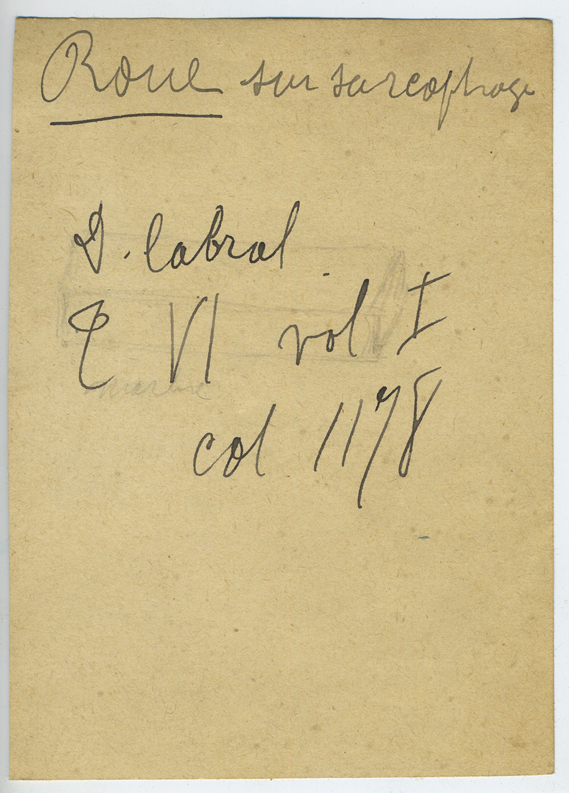 Roue sur sarcophage
D. Cabrol
T VI vol I
col 1178